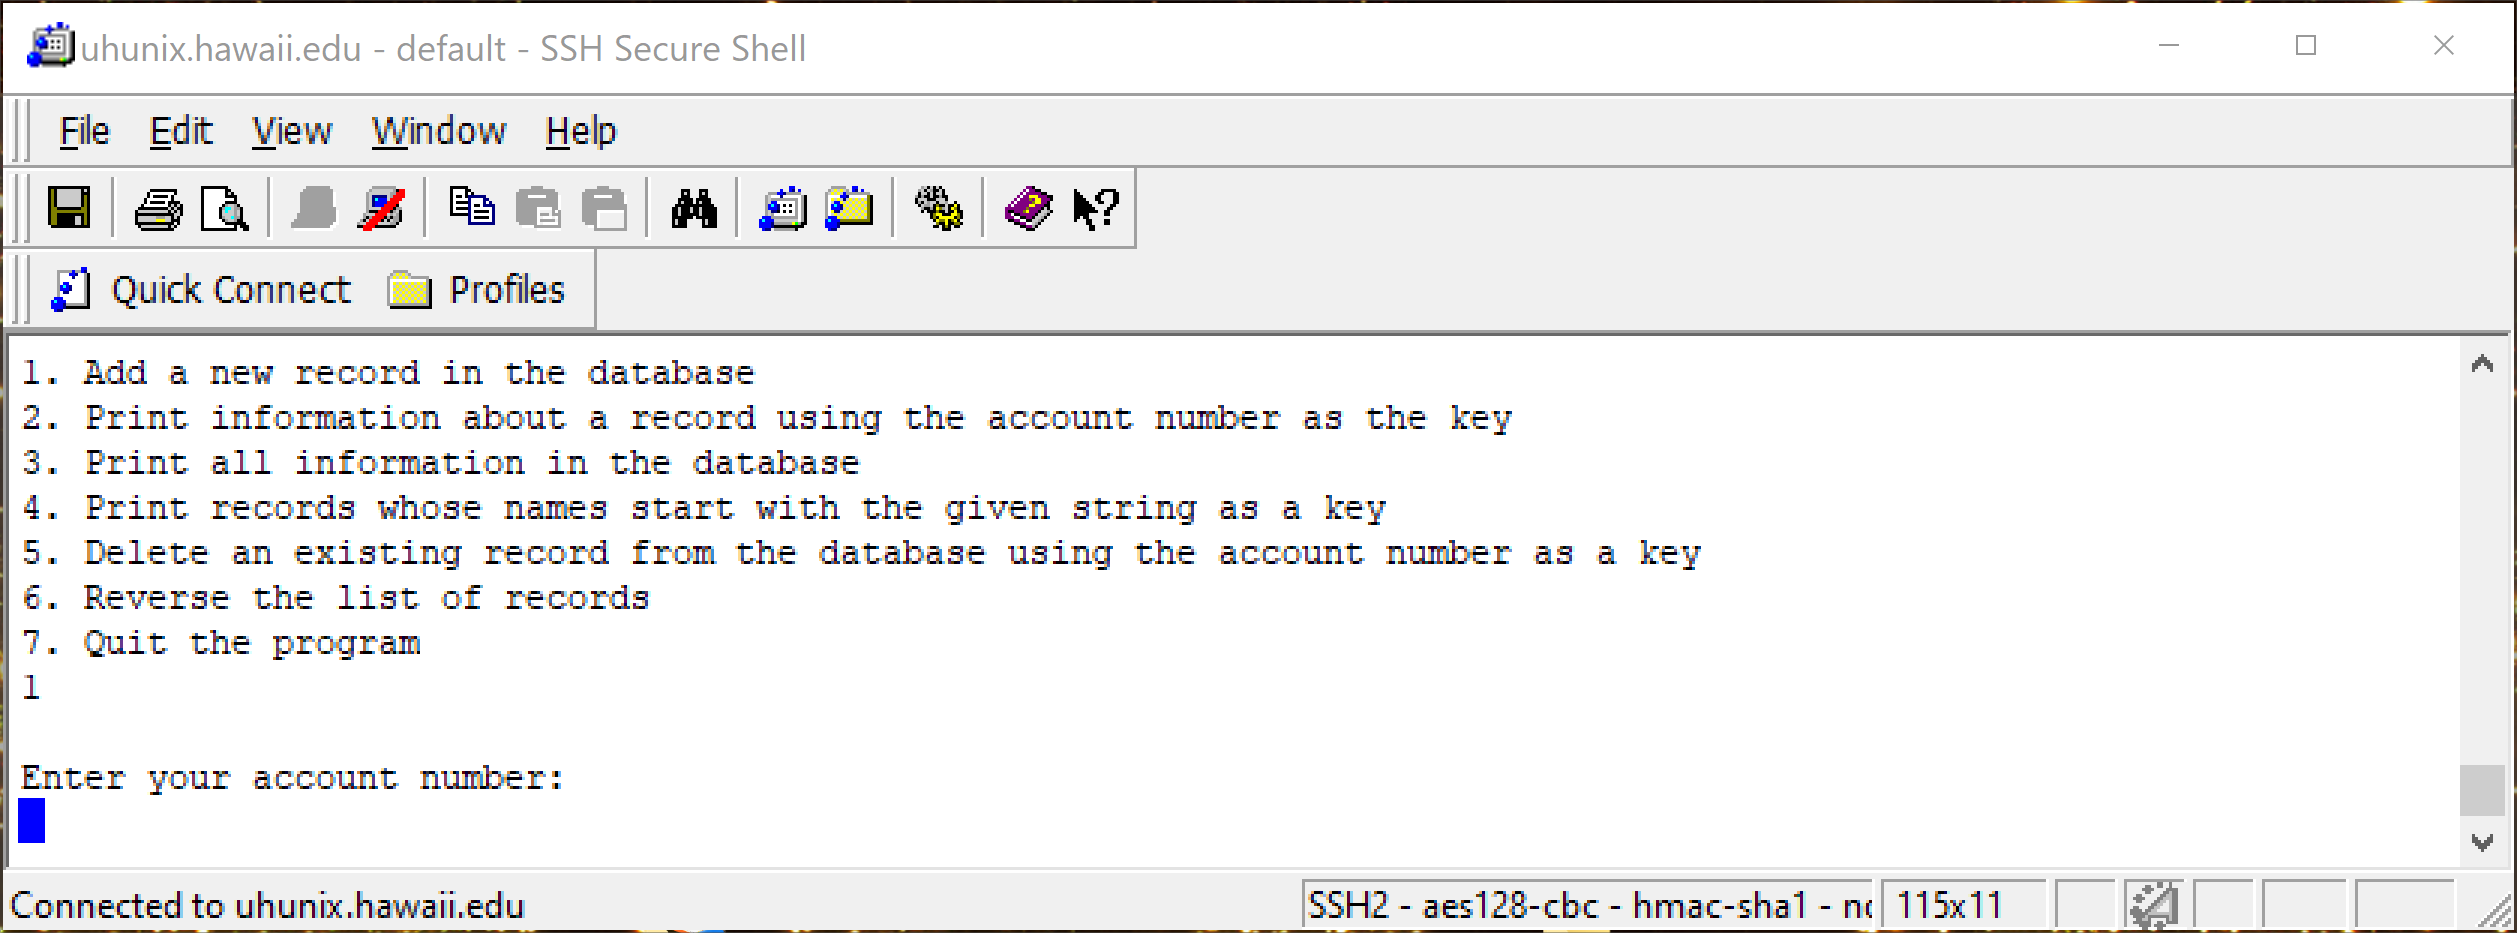 uhunix.hawaii.edu - default - SSH Secure Shell
File Edit View Window Help
Quick Connect Profiles
1. Add a new record in the database
2. Print information about a record using the account number as the key
3. Print all information in the database
4. Print records whose names start with the given string as a key
5. Delete an existing record from the database using the account number as a key
6. Reverse the list of records
7. Quit the program
1
Enter your account number:
Connected to uhunix.hawaii.edu SSH2 - aes128-cbc - hmac-sha1 - 115x11